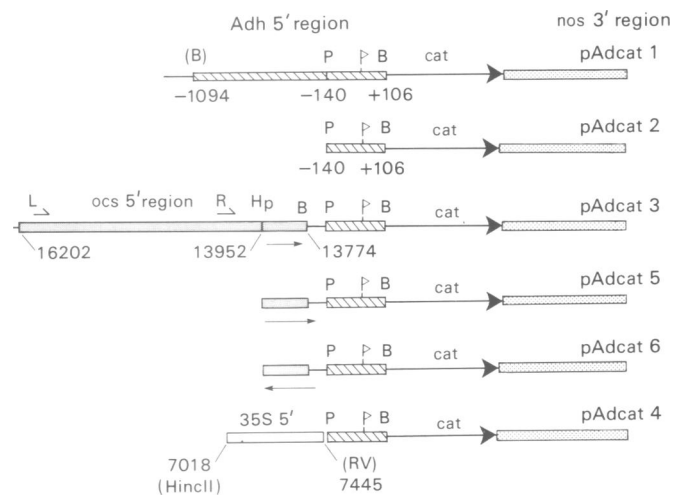 Adh 5′ region nos 3′ region
(B) P B cat pAdcat 1
−1094 −140 +106
P B cat pAdcat 2
−140 +106
L ocs 5′region R Hp B P B cat pAdcat 3
16202 13952 13774
P B cat pAdcat 5
P B cat pAdcat 6
35S 5′ P B cat pAdcat 4
7018 (RV)
(HincII) 7445